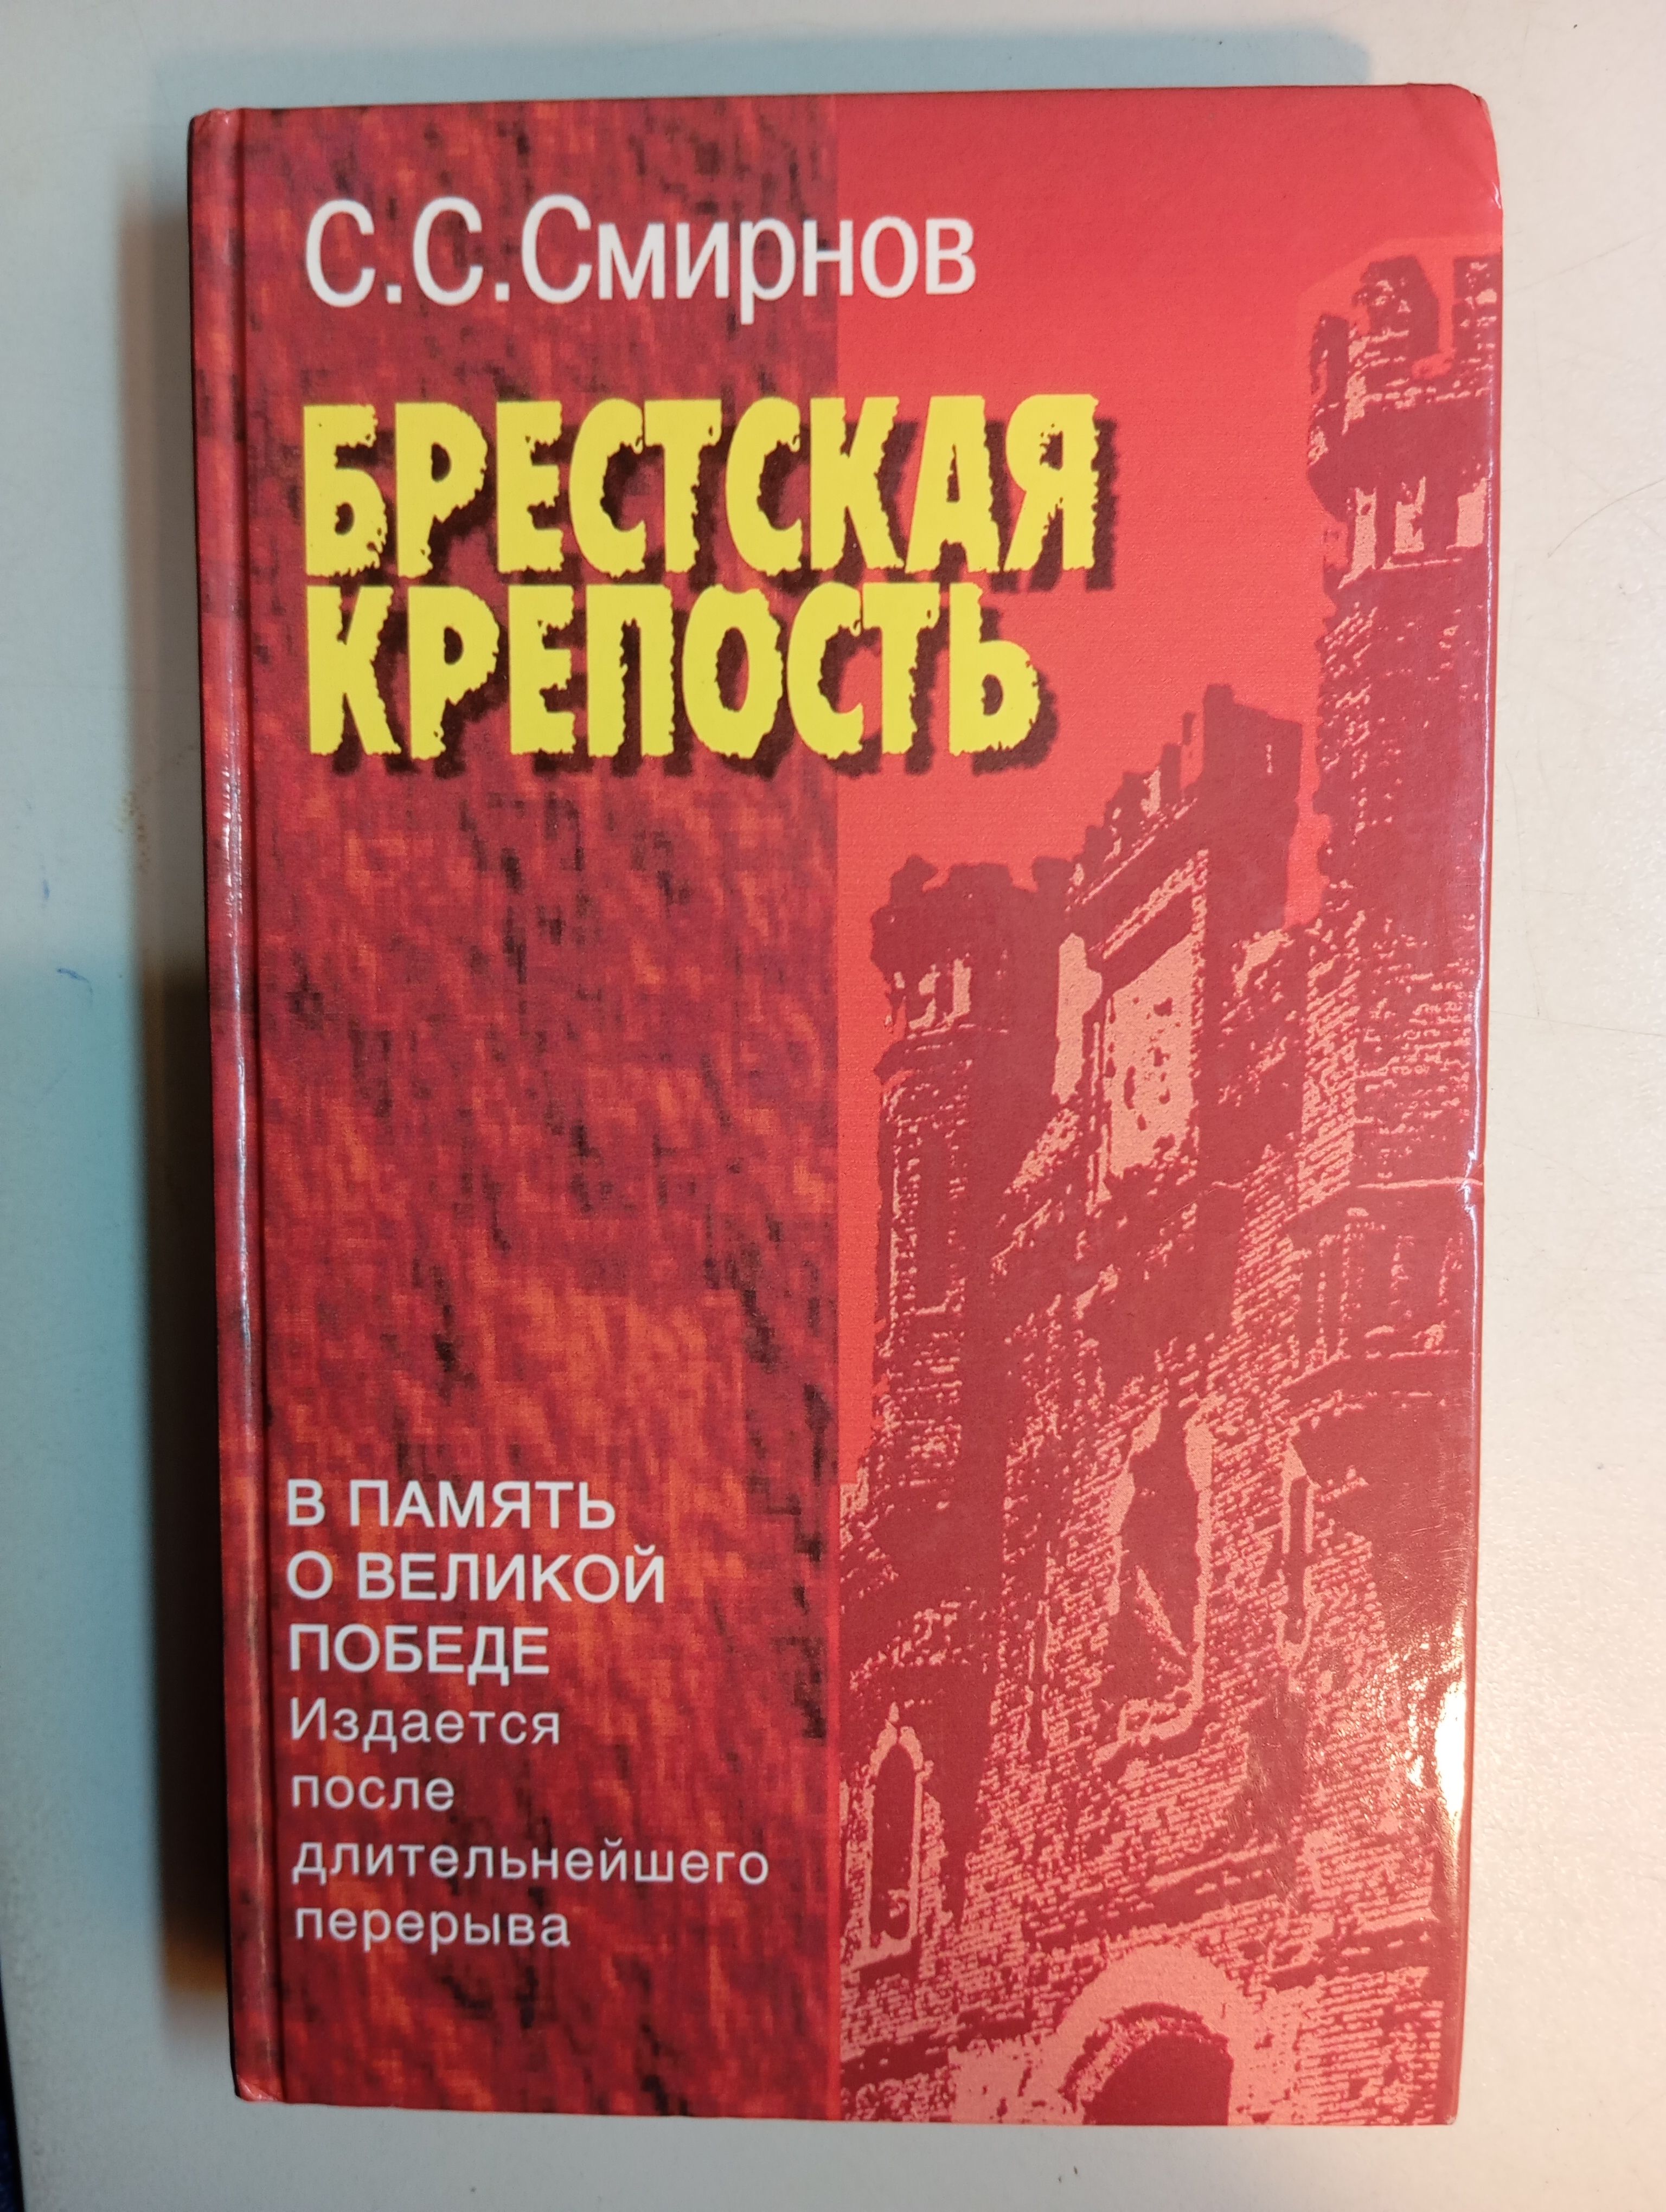 С.С.Смирнов
БРЕСТСКАЯ
КРЕПОСТЬ
В ПАМЯТЬ
О ВЕЛИКОЙ
ПОБЕДЕ
Издается
после
длительнейшего
перерыва